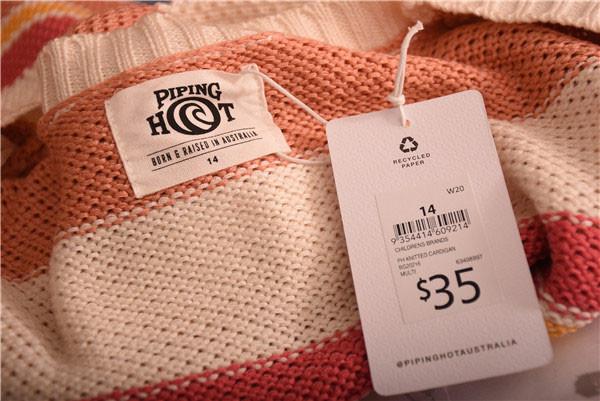 PIPING
HOT
BORN & RAISED IN AUSTRALIA
14
RECYCLED
PAPER
W20
14
9 354414 609214
CHILDRENS BRANDS
PH KNITTED CARDIGAN
MULTI
$35
@PIPINGHOTAUSTRALIA